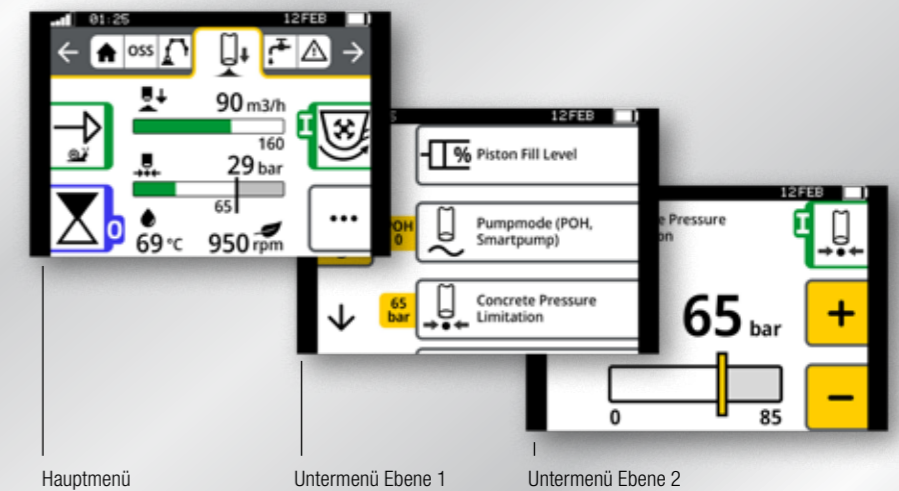 01:25 12FEB
OSS
90 m3/h
160
29 bar
65
69 °C 950 rpm
I
O
12FEB
% Piston Fill Level
POH
0
Pumpmode (POH,
Smartpump)
65
bar
Concrete Pressure
Limitation
12FEB
Pressure
I
65 bar
+
0 85
−
Hauptmenü Untermenü Ebene 1 Untermenü Ebene 2